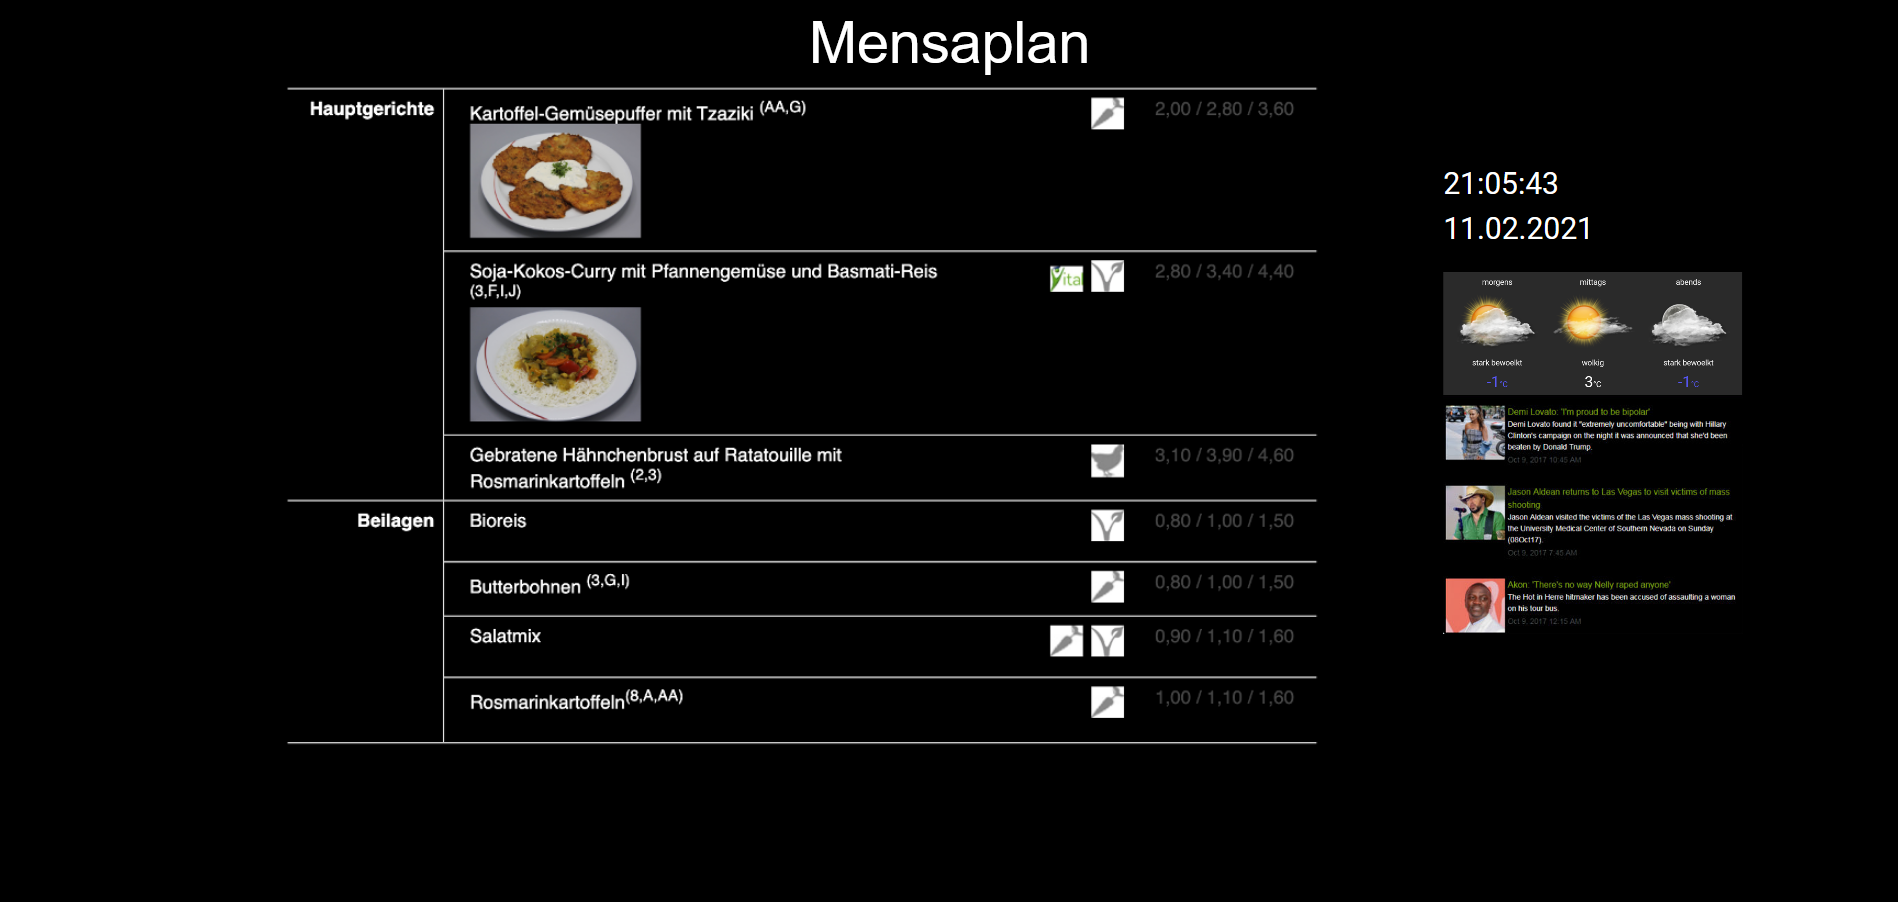 Mensaplan
Hauptgerichte
Kartoffel-Gemüsepuffer mit Tzaziki (AA,G)
2,00 / 2,80 / 3,60
Soja-Kokos-Curry mit Pfannengemüse und Basmati-Reis
(3,F,I,J)
Vital
2,80 / 3,40 / 4,40
Gebratene Hähnchenbrust auf Ratatouille mit
Rosmarinkartoffeln (2,3)
3,10 / 3,90 / 4,60
Beilagen
Bioreis
0,80 / 1,00 / 1,50
Butterbohnen (3,G,I)
0,80 / 1,00 / 1,50
Salatmix
0,90 / 1,10 / 1,60
Rosmarinkartoffeln(8,A,AA)
1,00 / 1,10 / 1,60
21:05:43
11.02.2021
morgens
mittags
abends
stark bewoelkt
wolkig
stark bewoelkt
-1°C
3°C
-1°C
Demi Lovato: 'I'm proud to be bipolar'
Demi Lovato found it "extremely uncomfortable" being with Hillary
Clinton's campaign on the night it was announced that she'd been
beaten by Donald Trump.
Oct 9, 2017 10:45 AM
Jason Aldean returns to Las Vegas to visit victims of mass
shooting
Jason Aldean visited the victims of the Las Vegas mass shooting at
the University Medical Center of Southern Nevada on Sunday
(08Oct17).
Oct 9, 2017 7:45 AM
Akon: 'There's no way Nelly raped anyone'
The Hot in Herre hitmaker has been accused of assaulting a woman
on his tour bus.
Oct 9, 2017 12:15 AM